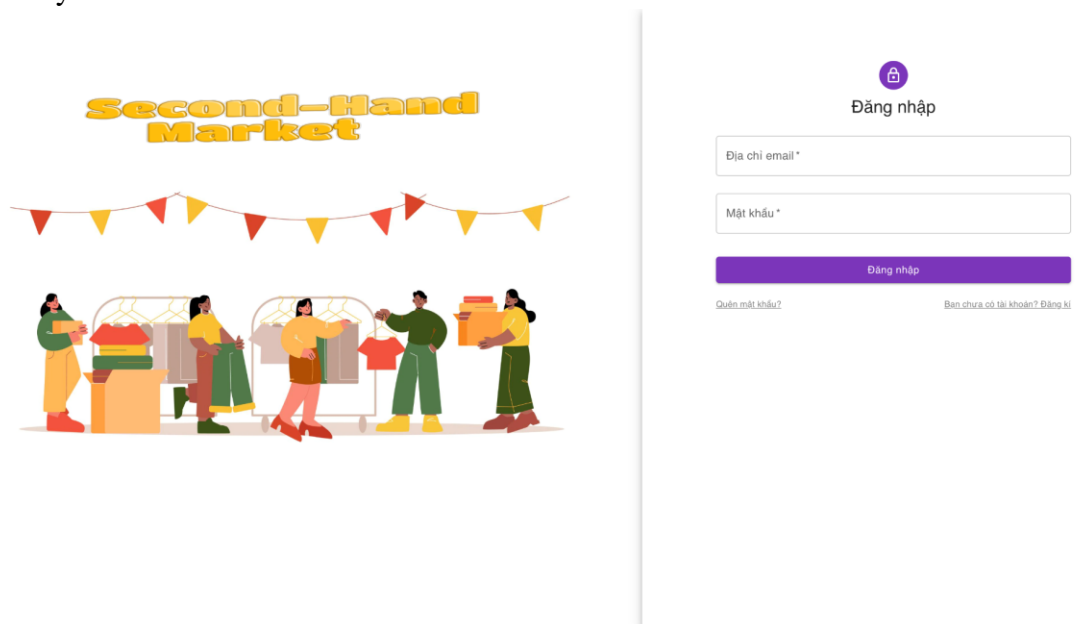 Second-Hand
Market
Đăng nhập
Địa chỉ email *
Mật khẩu *
Đăng nhập
Quên mật khẩu?
Bạn chưa có tài khoản? Đăng kí